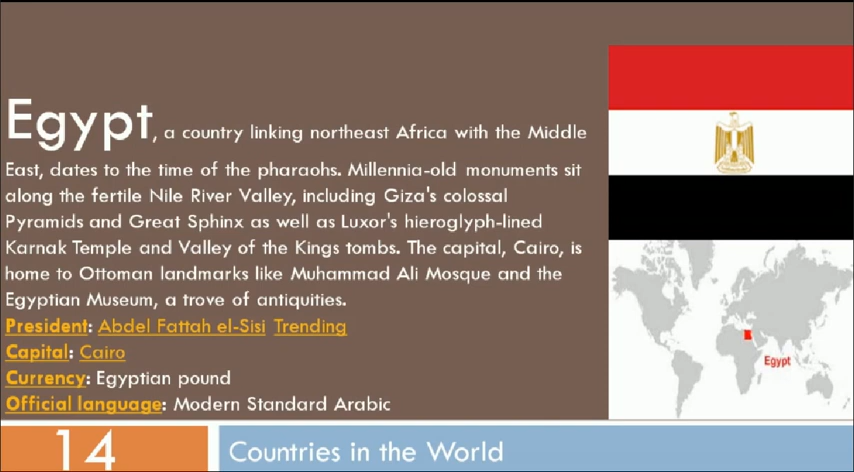 Egypt, a country linking northeast Africa with the Middle
East, dates to the time of the pharaohs. Millennia-old monuments sit
along the fertile Nile River Valley, including Giza's colossal
Pyramids and Great Sphinx as well as Luxor's hieroglyph-lined
Karnak Temple and Valley of the Kings tombs. The capital, Cairo, is
home to Ottoman landmarks like Muhammad Ali Mosque and the
Egyptian Museum, a trove of antiquities.
President: Abdel Fattah el-Sisi Trending
Capital: Cairo
Currency: Egyptian pound
Official language: Modern Standard Arabic
Egypt
14
Countries in the World